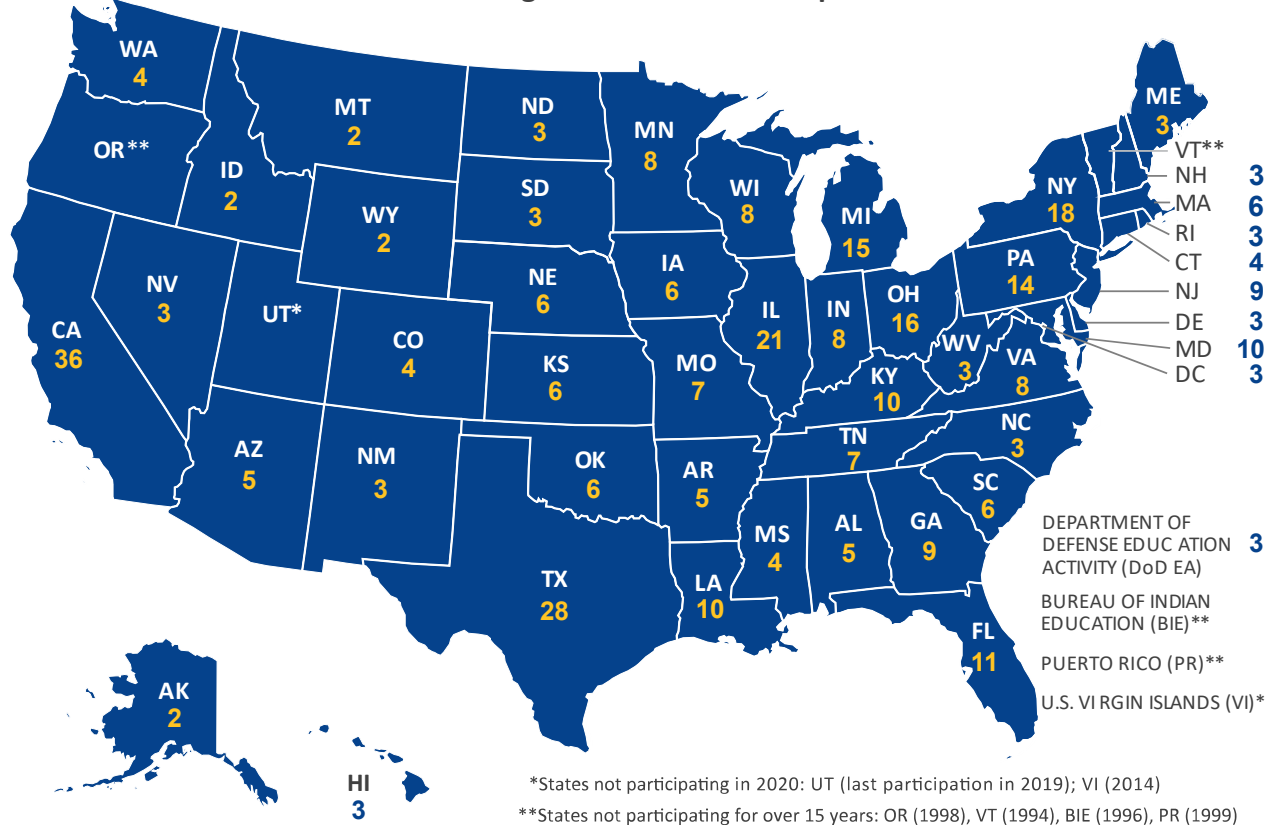 WA
4
MT
2
ND
3
MN
8
ME
3
OR**
ID
2
SD
3
WI
8
MI
15
NY
18
VT**
NH 3
MA 6
RI 3
CT 4
NJ 9
DE 3
MD 10
DC 3
WY
2
NE
6
IA
6
PA
14
NV
3
UT*
CO
4
IL
21
IN
8
OH
16
CA
36
KS
6
MO
7
WV
3
VA
8
KY
10
NC
3
TN
7
AZ
5
NM
3
OK
6
AR
5
SC
6
MS
4
AL
5
GA
9
TX
28
LA
10
FL
11
DEPARTMENT OF
DEFENSE EDUC ATION 3
ACTIVITY (DoD EA)
BUREAU OF INDIAN
EDUCATION (BIE)**
PUERTO RICO (PR)**
U.S. VI RGIN ISLANDS (VI)*
AK
2
HI
3
*States not participating in 2020: UT (last participation in 2019); VI (2014)
**States not participating for over 15 years: OR (1998), VT (1994), BIE (1996), PR (1999)